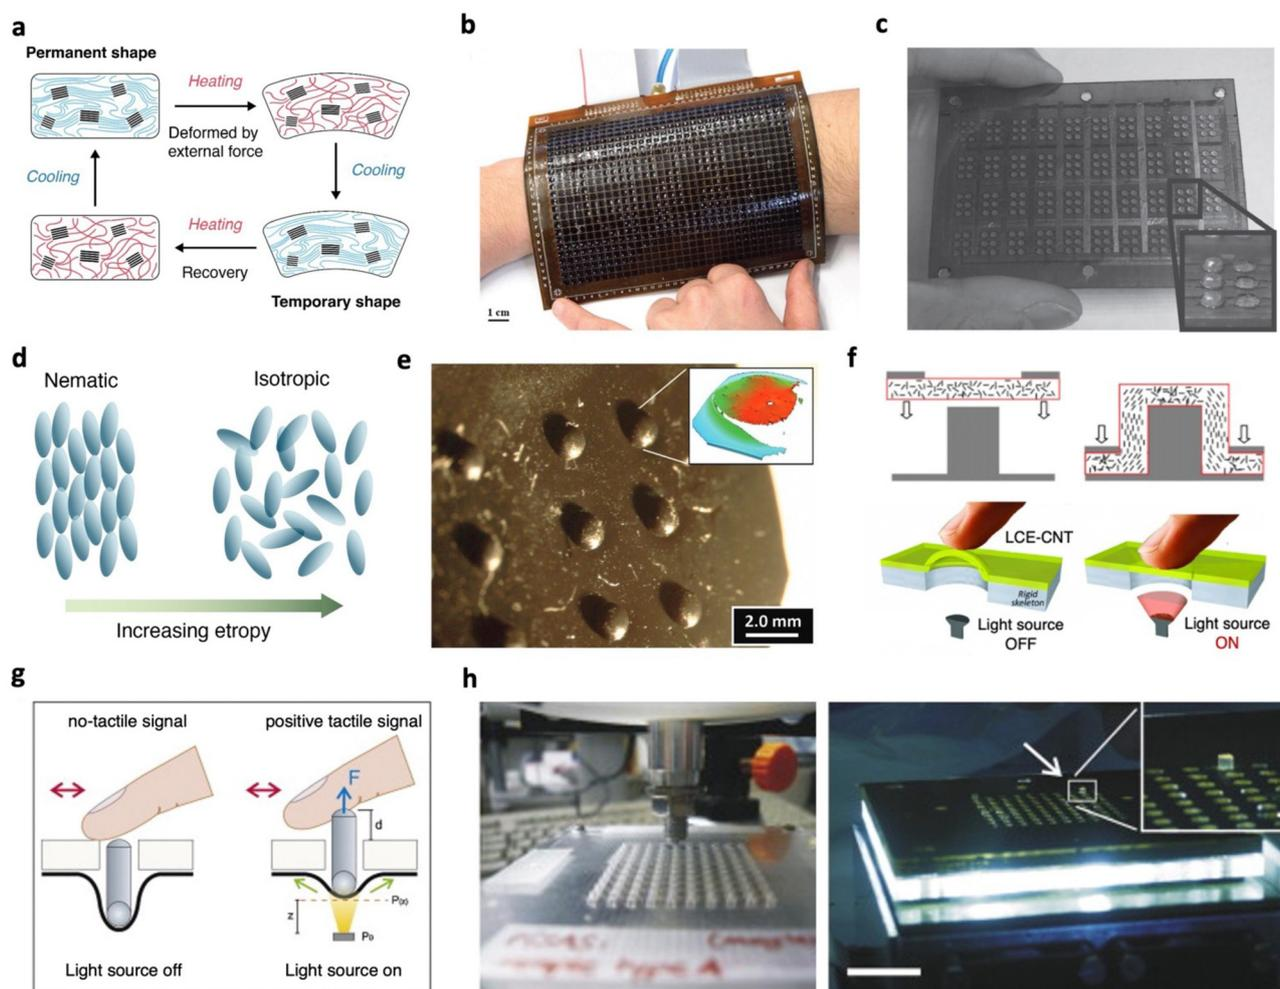 a
Permanent shape
Heating
Deformed by
external force
Cooling
Cooling
Heating
Recovery
Temporary shape
b
1 cm
c
d
Nematic
Isotropic
Increasing etropy
e
2.0 mm
f
LCE-CNT
Rigid
skeleton
Light source
OFF
Light source
ON
g
no-tactile signal
positive tactile signal
F
d
z
P(z)
P₀
Light source off
Light source on
h
type A